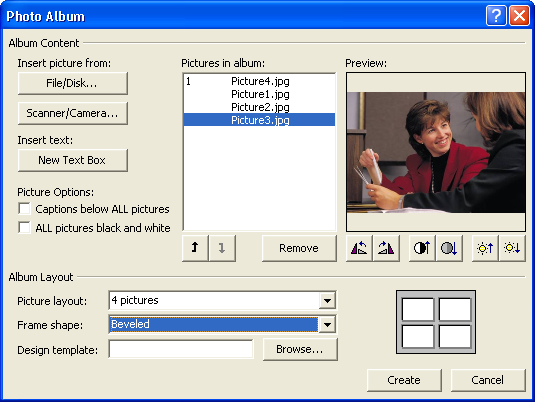 Photo Album
Album Content
Insert picture from:
File/Disk...
Scanner/Camera...
Insert text:
New Text Box
Picture Options:
Captions below ALL pictures
ALL pictures black and white
Pictures in album:
1 Picture4.jpg
Picture1.jpg
Picture2.jpg
Picture3.jpg
Remove
Preview:
Album Layout
Picture layout: 4 pictures
Frame shape: Beveled
Design template: Browse...
Create Cancel